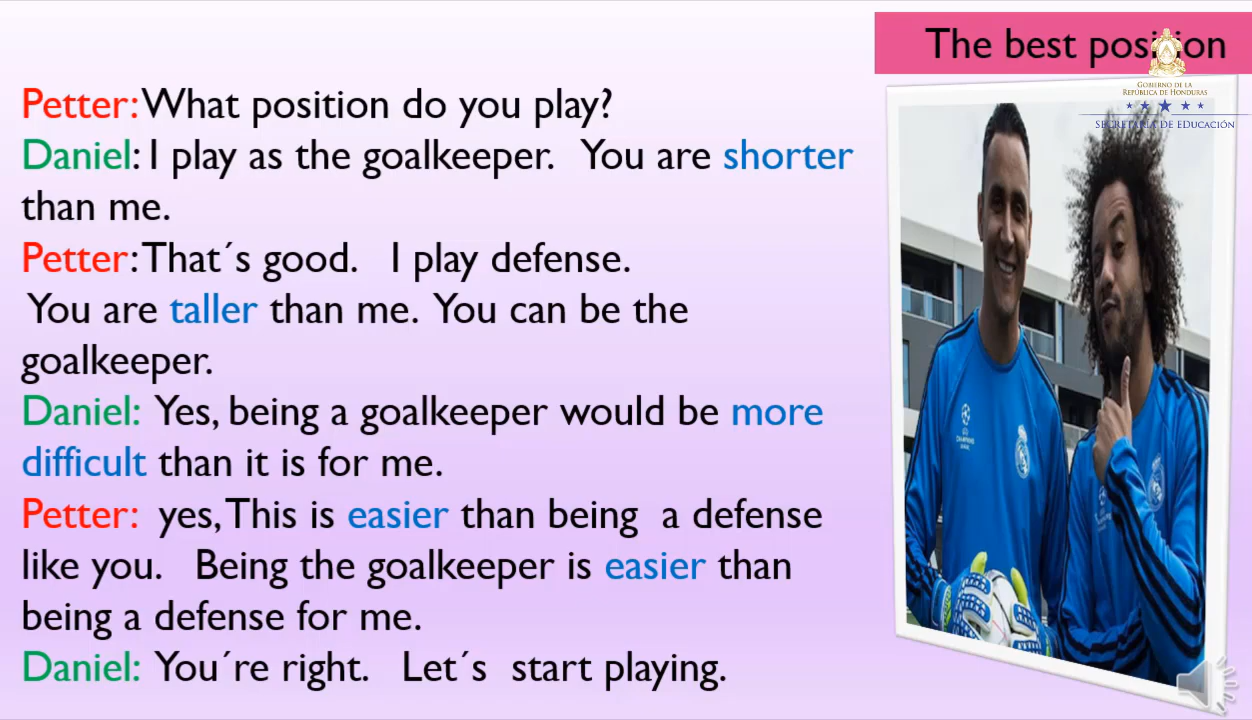 The best position
GOBIERNO DE LA
REPÚBLICA DE HONDURAS
SECRETARÍA DE EDUCACIÓN
Petter: What position do you play?
Daniel: I play as the goalkeeper. You are shorter
than me.
Petter: That´s good. I play defense.
You are taller than me. You can be the
goalkeeper.
Daniel: Yes, being a goalkeeper would be more
difficult than it is for me.
Petter: yes, This is easier than being a defense
like you. Being the goalkeeper is easier than
being a defense for me.
Daniel: You´re right. Let´s start playing.